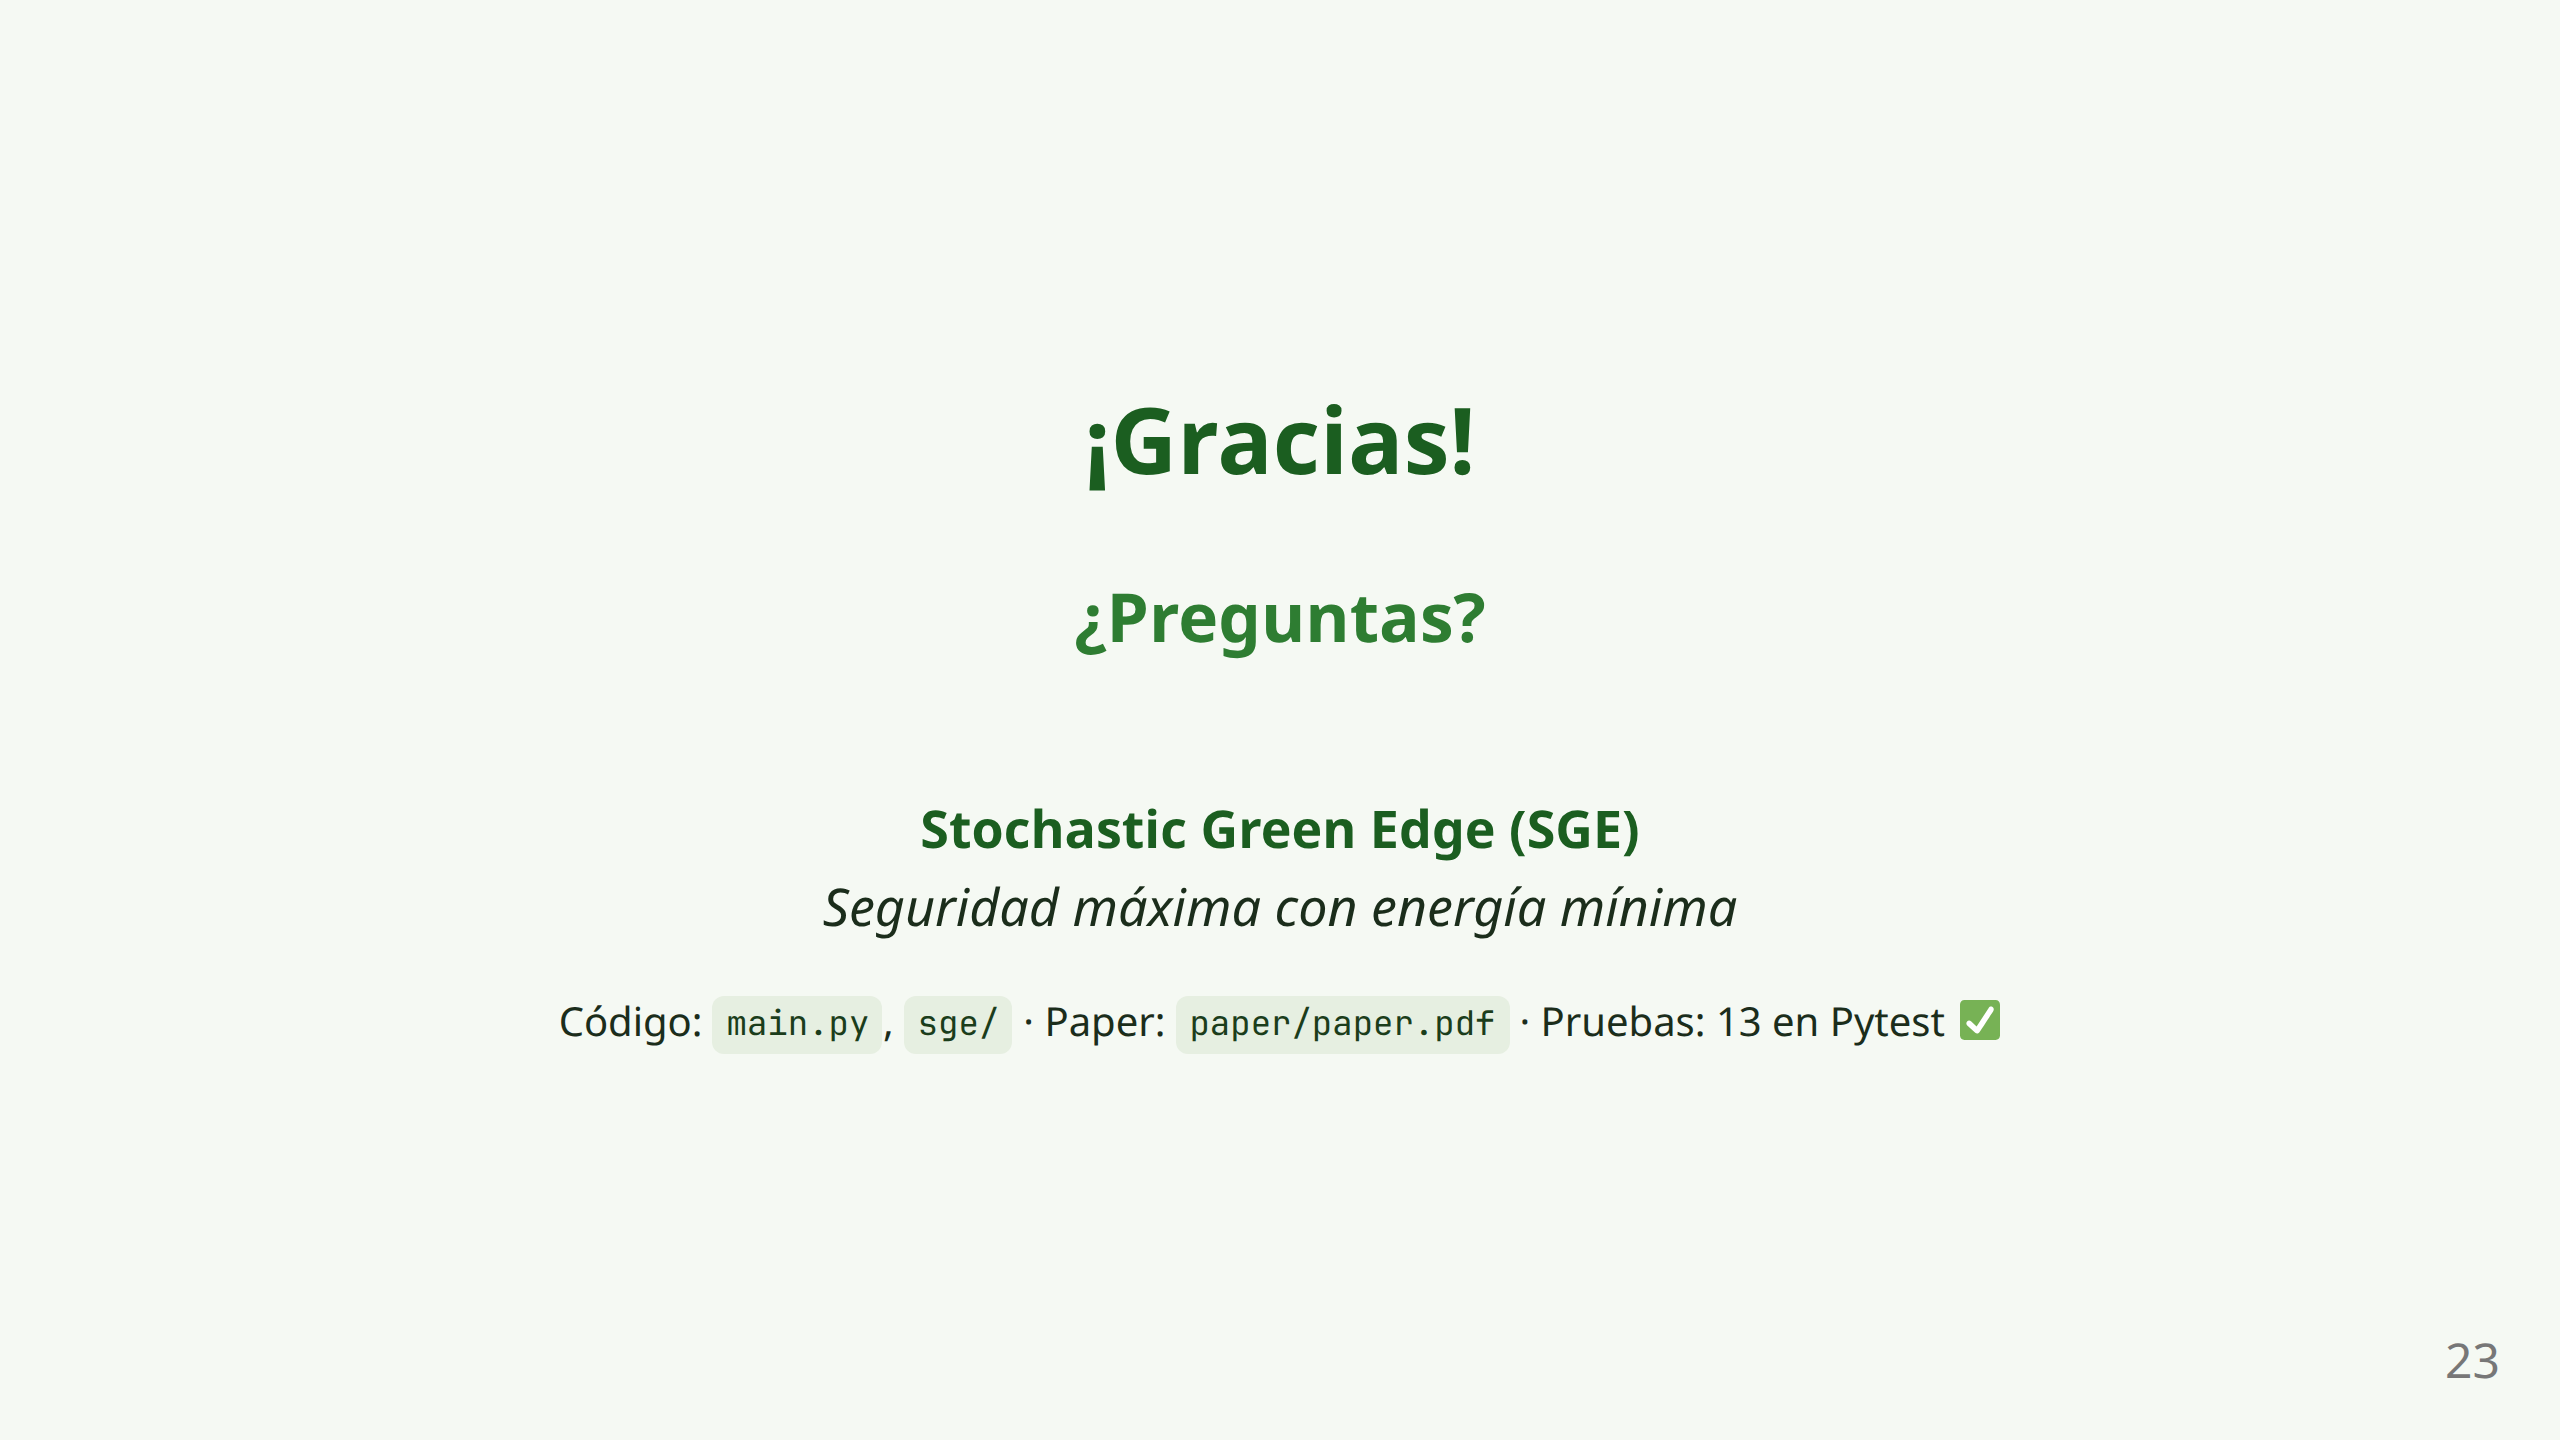 ¡Gracias!
¿Preguntas?
Stochastic Green Edge (SGE)
Seguridad máxima con energía mínima
Código: main.py, sge/ · Paper: paper/paper.pdf · Pruebas: 13 en Pytest ✅
23